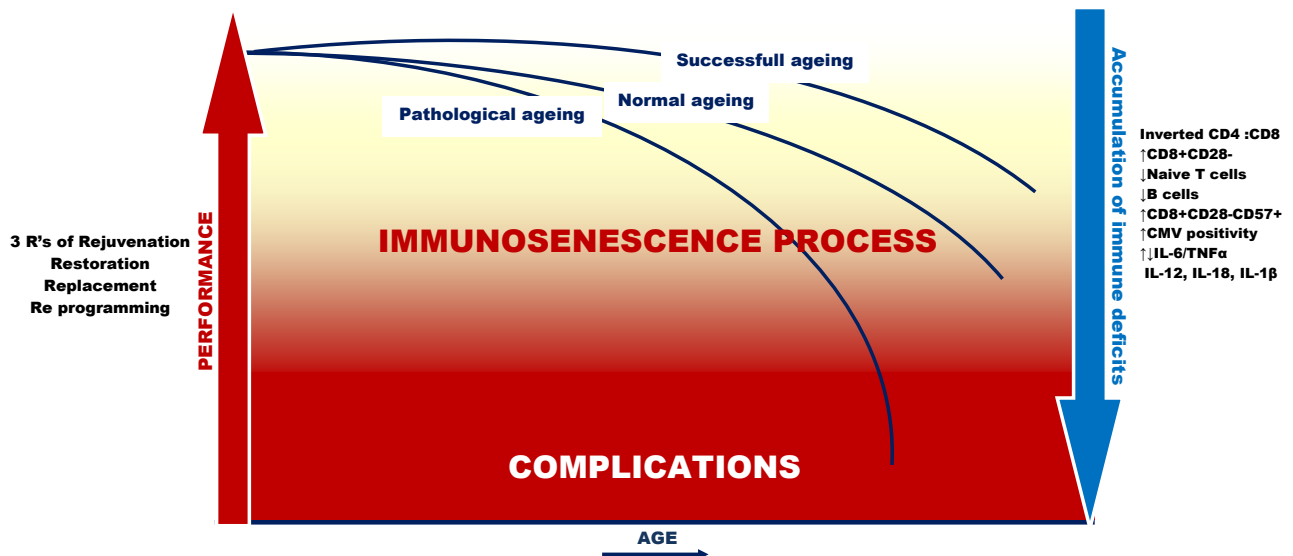 Successfull ageing
Normal ageing
Pathological ageing
IMMUNOSENESCENCE PROCESS
COMPLICATIONS
3 R’s of Rejuvenation
Restoration
Replacement
Re programming
PERFORMANCE
Accumulation of immune deficits
Inverted CD4 :CD8
↑CD8+CD28-
↓Naive T cells
↓B cells
↑CD8+CD28-CD57+
↑CMV positivity
↑↓IL-6/TNFα
IL-12, IL-18, IL-1β
AGE